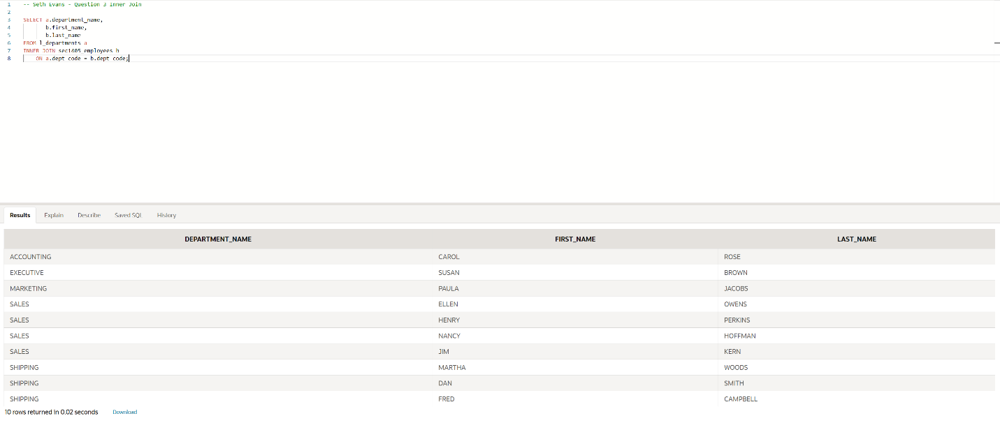 1 -- Seth Evans - Question 3 Inner Join
2
3 SELECT a.department_name,
4 b.first_name,
5 b.last_name
6 FROM l_departments a
7 INNER JOIN sec1405_employees b
8 ON a.dept_code = b.dept_code;
Results Explain Describe Saved SQL History
DEPARTMENT_NAME FIRST_NAME LAST_NAME
ACCOUNTING CAROL ROSE
EXECUTIVE SUSAN BROWN
MARKETING PAULA JACOBS
SALES ELLEN OWENS
SALES HENRY PERKINS
SALES NANCY HOFFMAN
SALES JIM KERN
SHIPPING MARTHA WOODS
SHIPPING DAN SMITH
SHIPPING FRED CAMPBELL
10 rows returned in 0.02 seconds Download